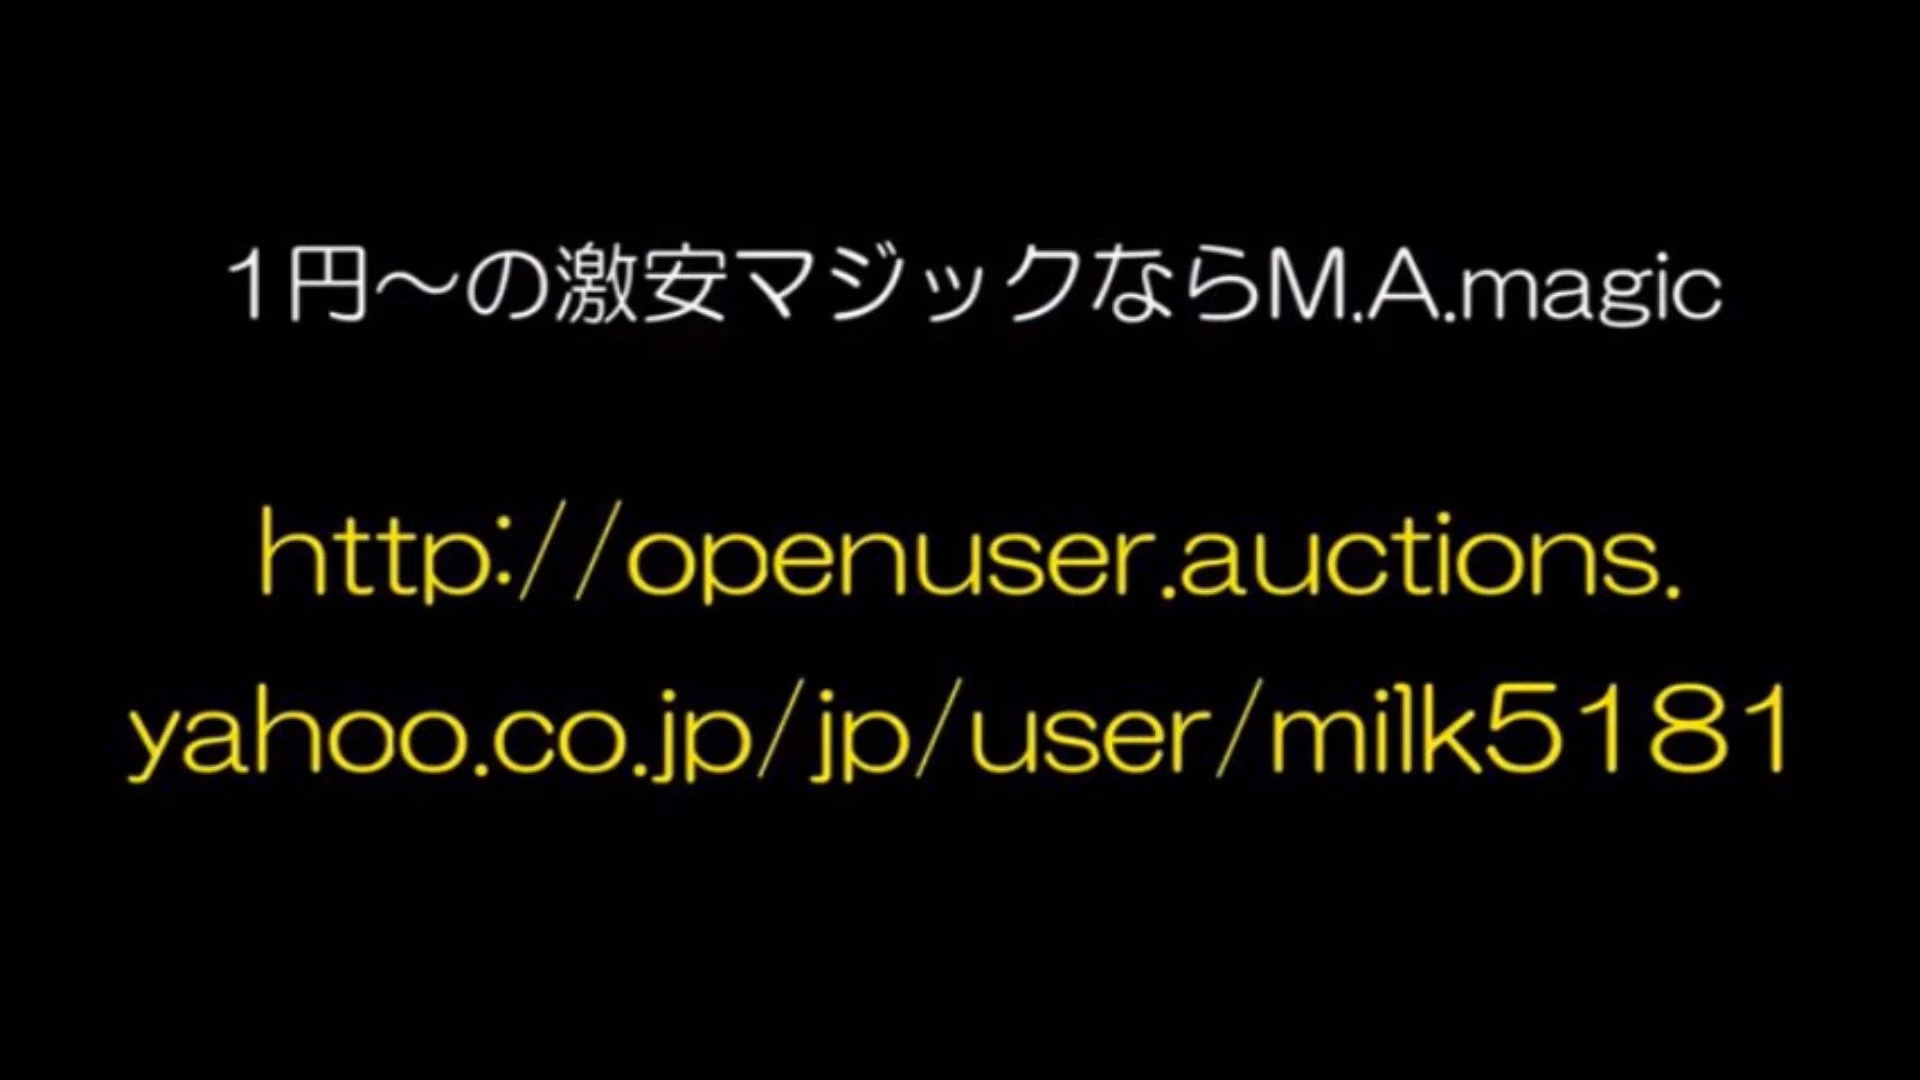 1円～の激安マジックならM.A.magic
http://openuser.auctions.
yahoo.co.jp/jp/user/milk5181